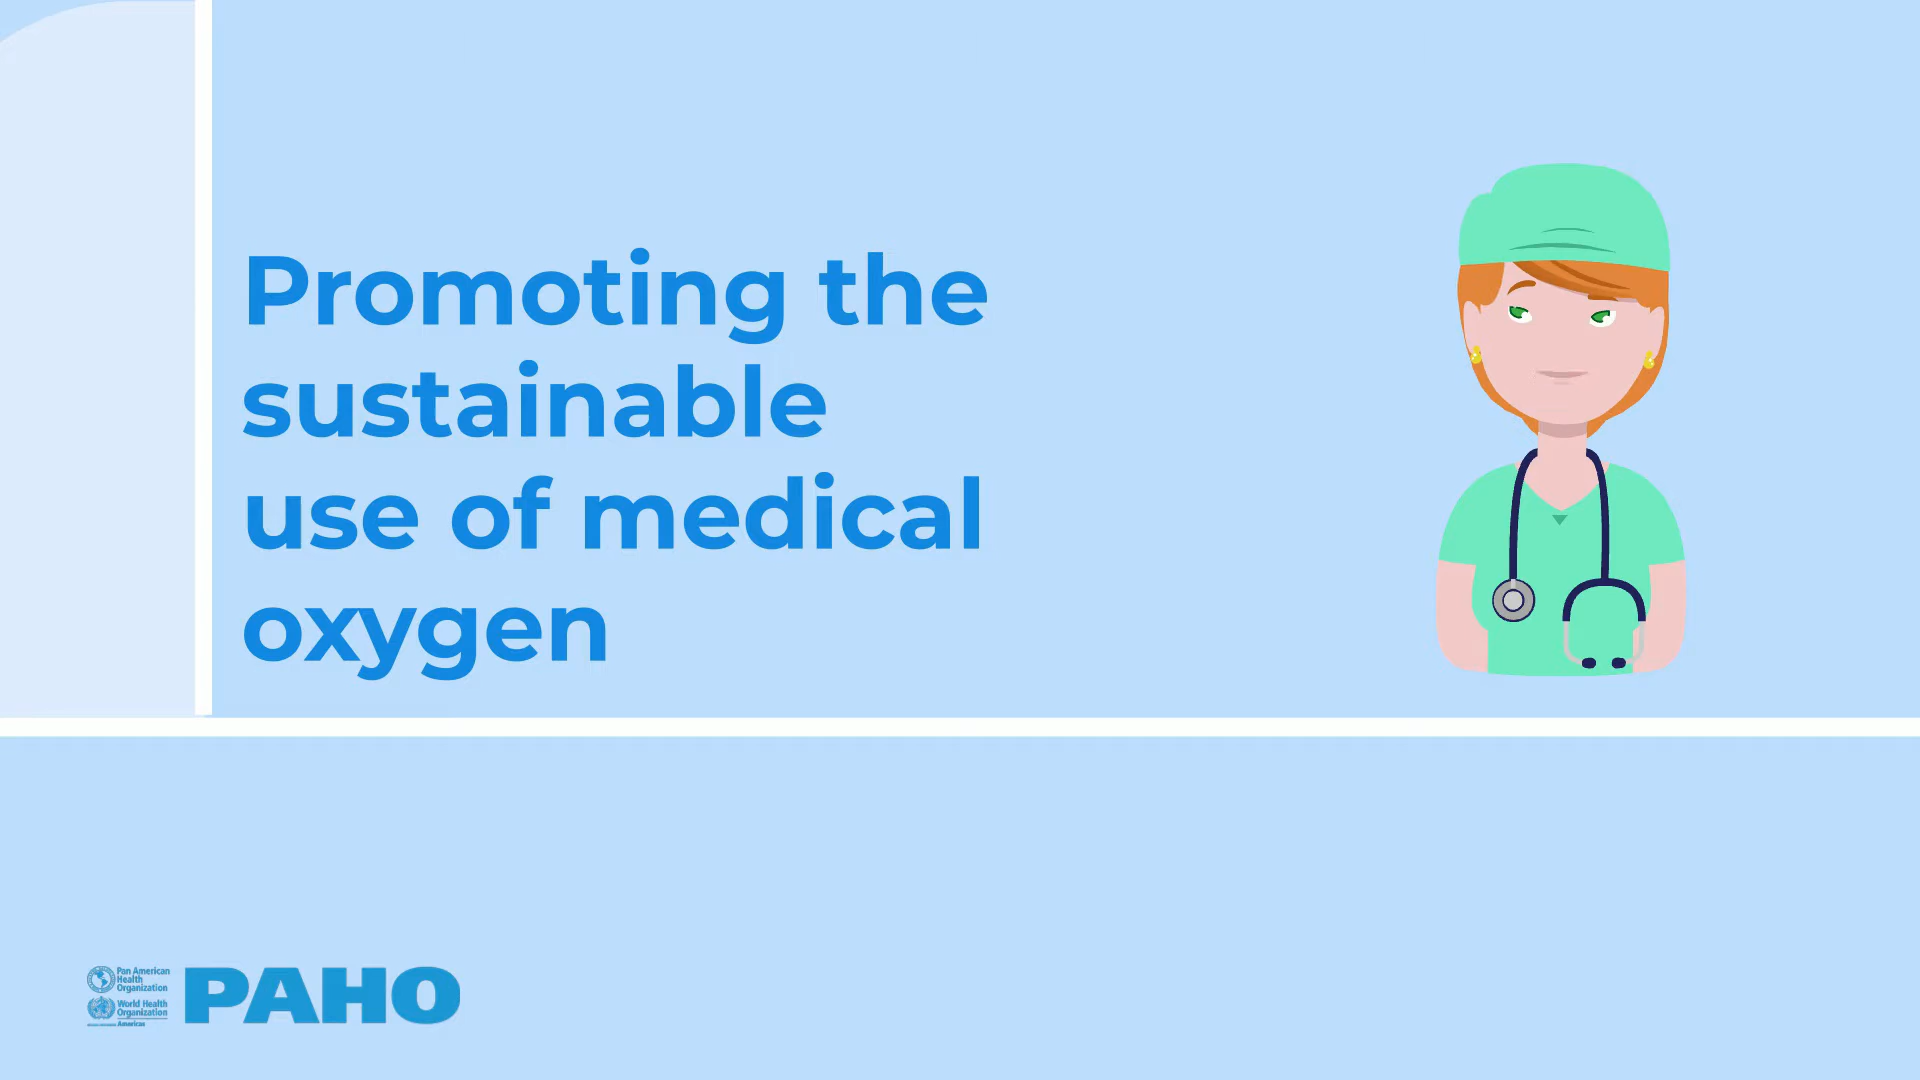 Promoting the
sustainable
use of medical
oxygen
Pan American
Health
Organization
World Health
Organization
Americas
PAHO